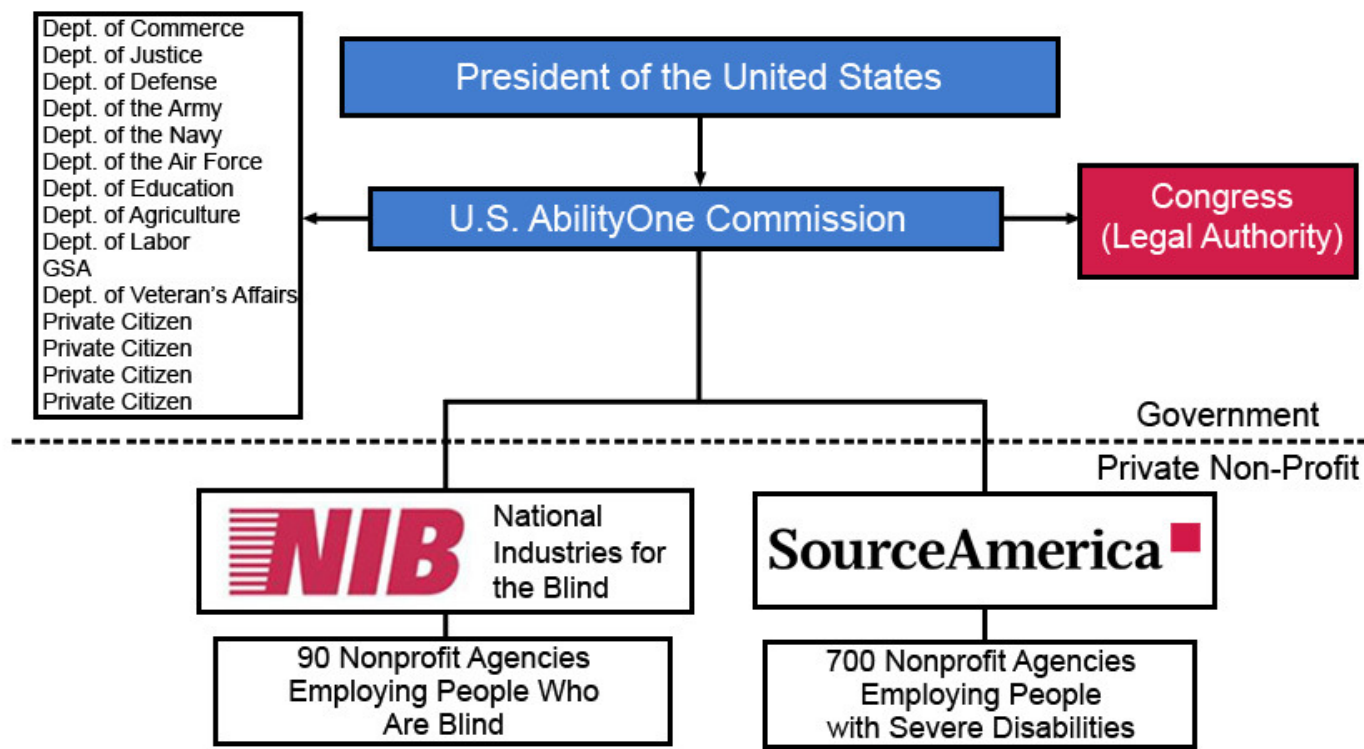 Dept. of Commerce
Dept. of Justice
Dept. of Defense
Dept. of the Army
Dept. of the Navy
Dept. of the Air Force
Dept. of Education
Dept. of Agriculture
Dept. of Labor
GSA
Dept. of Veteran’s Affairs
Private Citizen
Private Citizen
Private Citizen
Private Citizen
President of the United States
U.S. AbilityOne Commission
Congress
(Legal Authority)
Government
Private Non-Profit
NIB
National
Industries for
the Blind
SourceAmerica
90 Nonprofit Agencies
Employing People Who
Are Blind
700 Nonprofit Agencies
Employing People
with Severe Disabilities